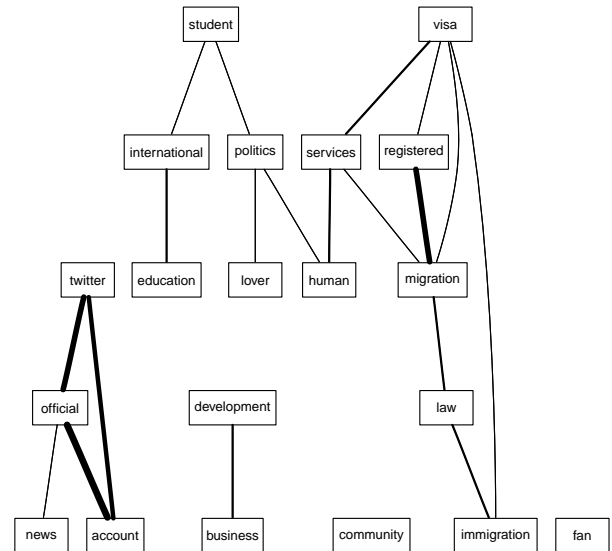 student
visa
international
politics
services
registered
twitter
education
lover
human
migration
official
development
law
news
account
business
community
immigration
fan